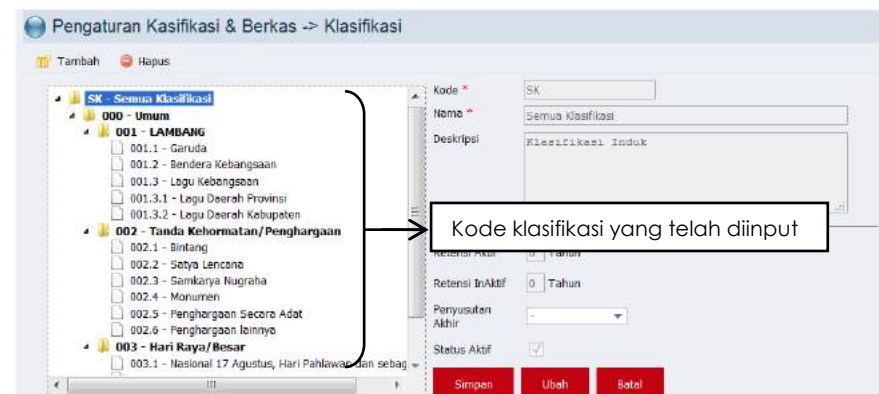 Pengaturan Kasifikasi & Berkas -> Klasifikasi
Tambah Hapus
SK - Semua Klasifikasi
000 - Umum
001 - LAMBANG
001.1 - Garuda
001.2 - Bendera Kebangsaan
001.3 - Lagu Kebangsaan
001.3.1 - Lagu Daerah Provinsi
001.3.2 - Lagu Daerah Kabupaten
002 - Tanda Kehormatan/Penghargaan
002.1 - Bintang
002.2 - Satya Lencana
002.3 - Samkarya Nugraha
002.4 - Monumen
002.5 - Penghargaan Secara Adat
002.6 - Penghargaan lainnya
003 - Hari Raya/Besar
003.1 - Nasional 17 Agustus, Hari Pahlawan dan sebag
Kode * SK
Nama * Semua Klasifikasi
Deskripsi Klasifikasi Induk
Kode klasifikasi yang telah diinput
Retensi Aktif 0 Tahun
Retensi InAktif 0 Tahun
Penyusutan
Akhir
-
Status Aktif
Simpan Ubah Batal